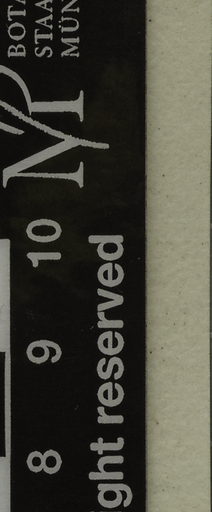 BOTA
STAA
MÜN
M
8 9 10
ght reserved